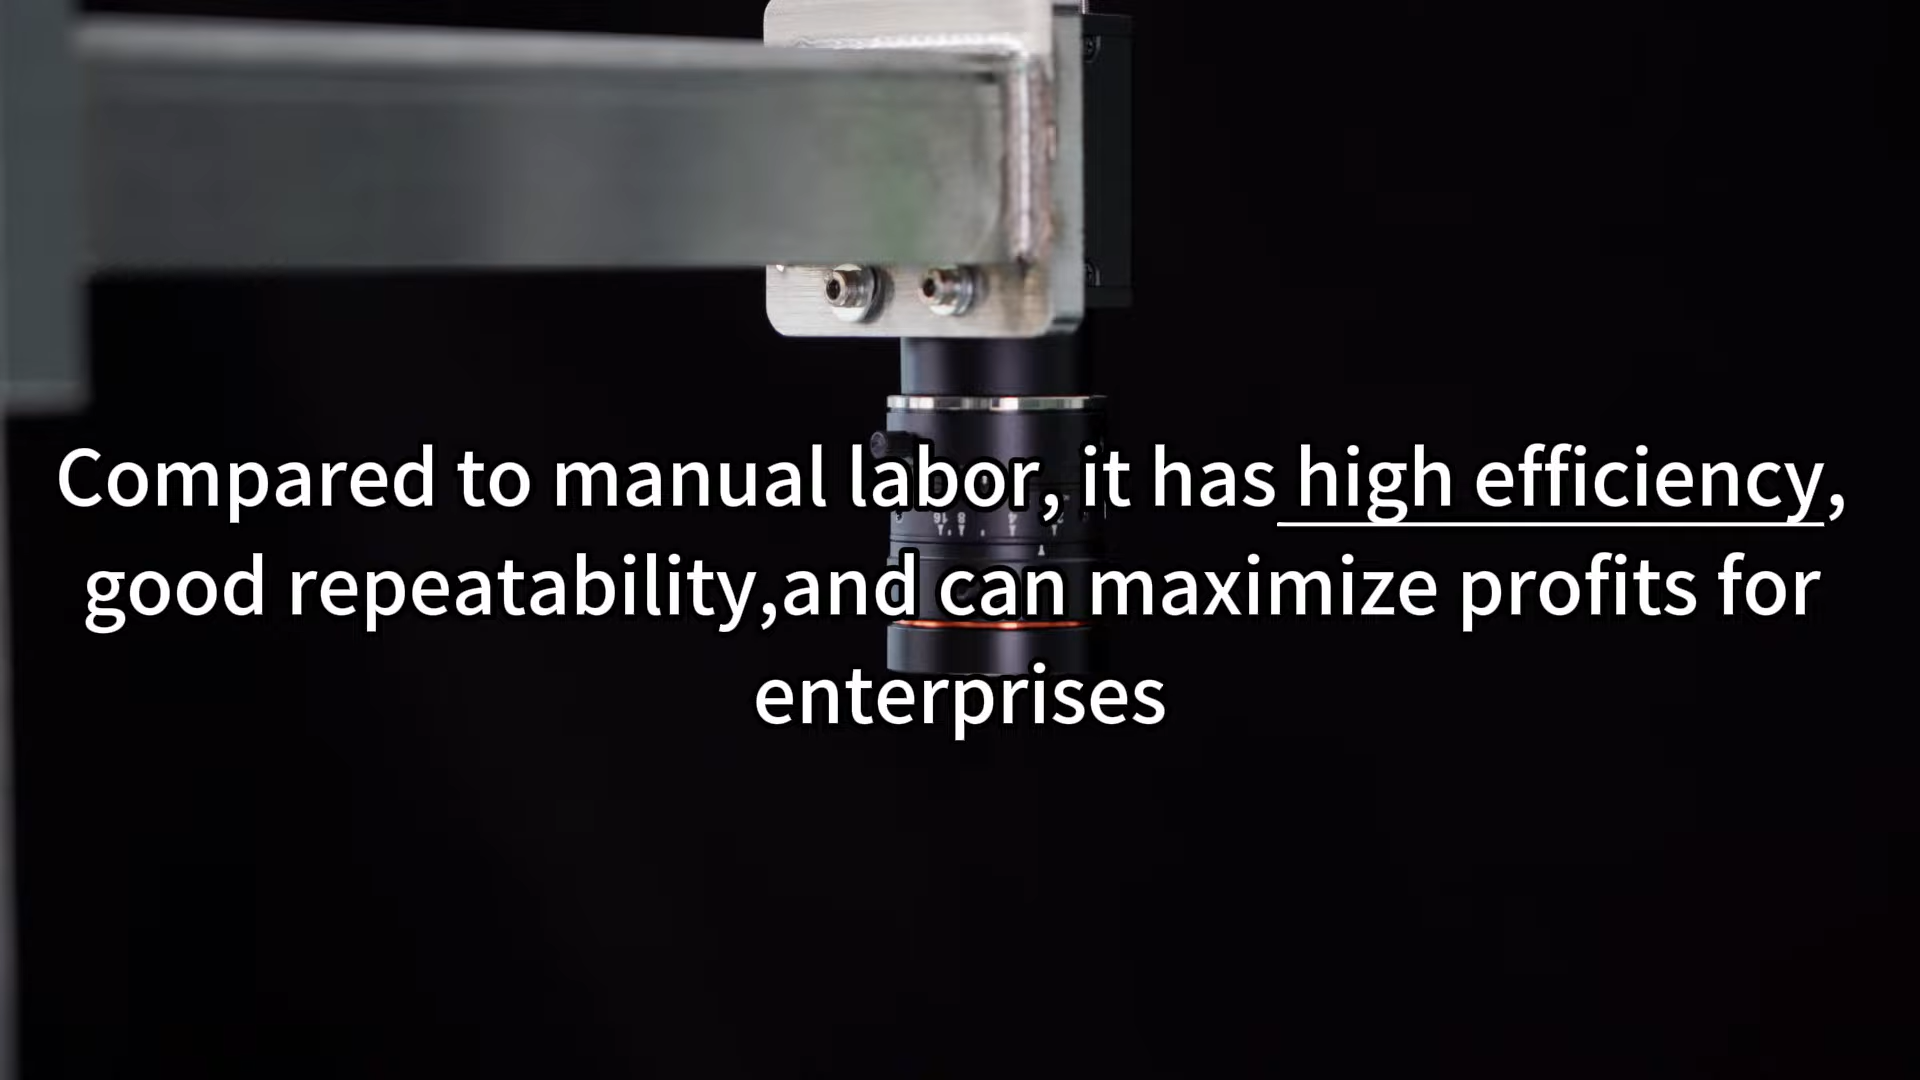 Compared to manual labor, it has high efficiency,
good repeatability,and can maximize profits for
enterprises